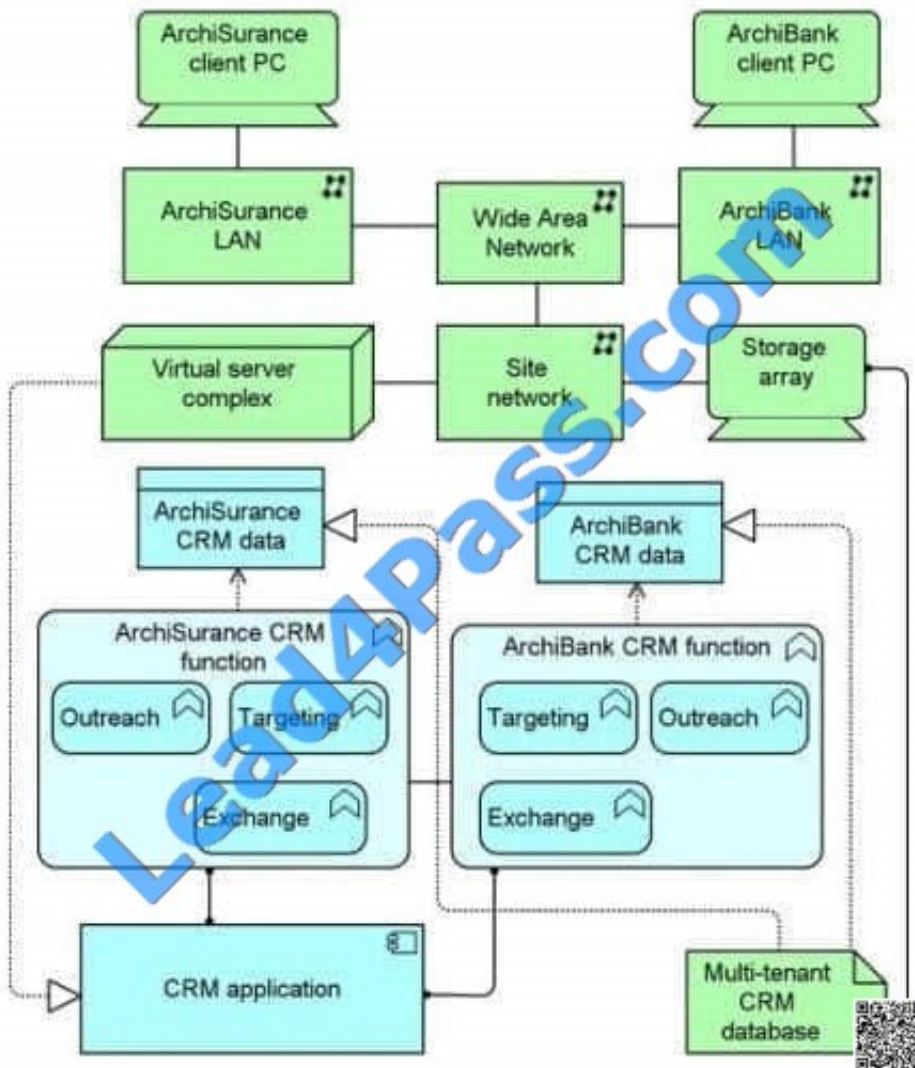 ArchiSurance
client PC
ArchiBank
client PC
ArchiSurance
LAN
Wide Area
Network
ArchiBank
LAN
Virtual server
complex
Site
network
Storage
array
ArchiSurance
CRM data
ArchiBank
CRM data
ArchiSurance CRM
function
Outreach
Targeting
Exchange
ArchiBank CRM function
Targeting
Outreach
Exchange
CRM application
Multi-tenant
CRM
database
Lead4Pass.com